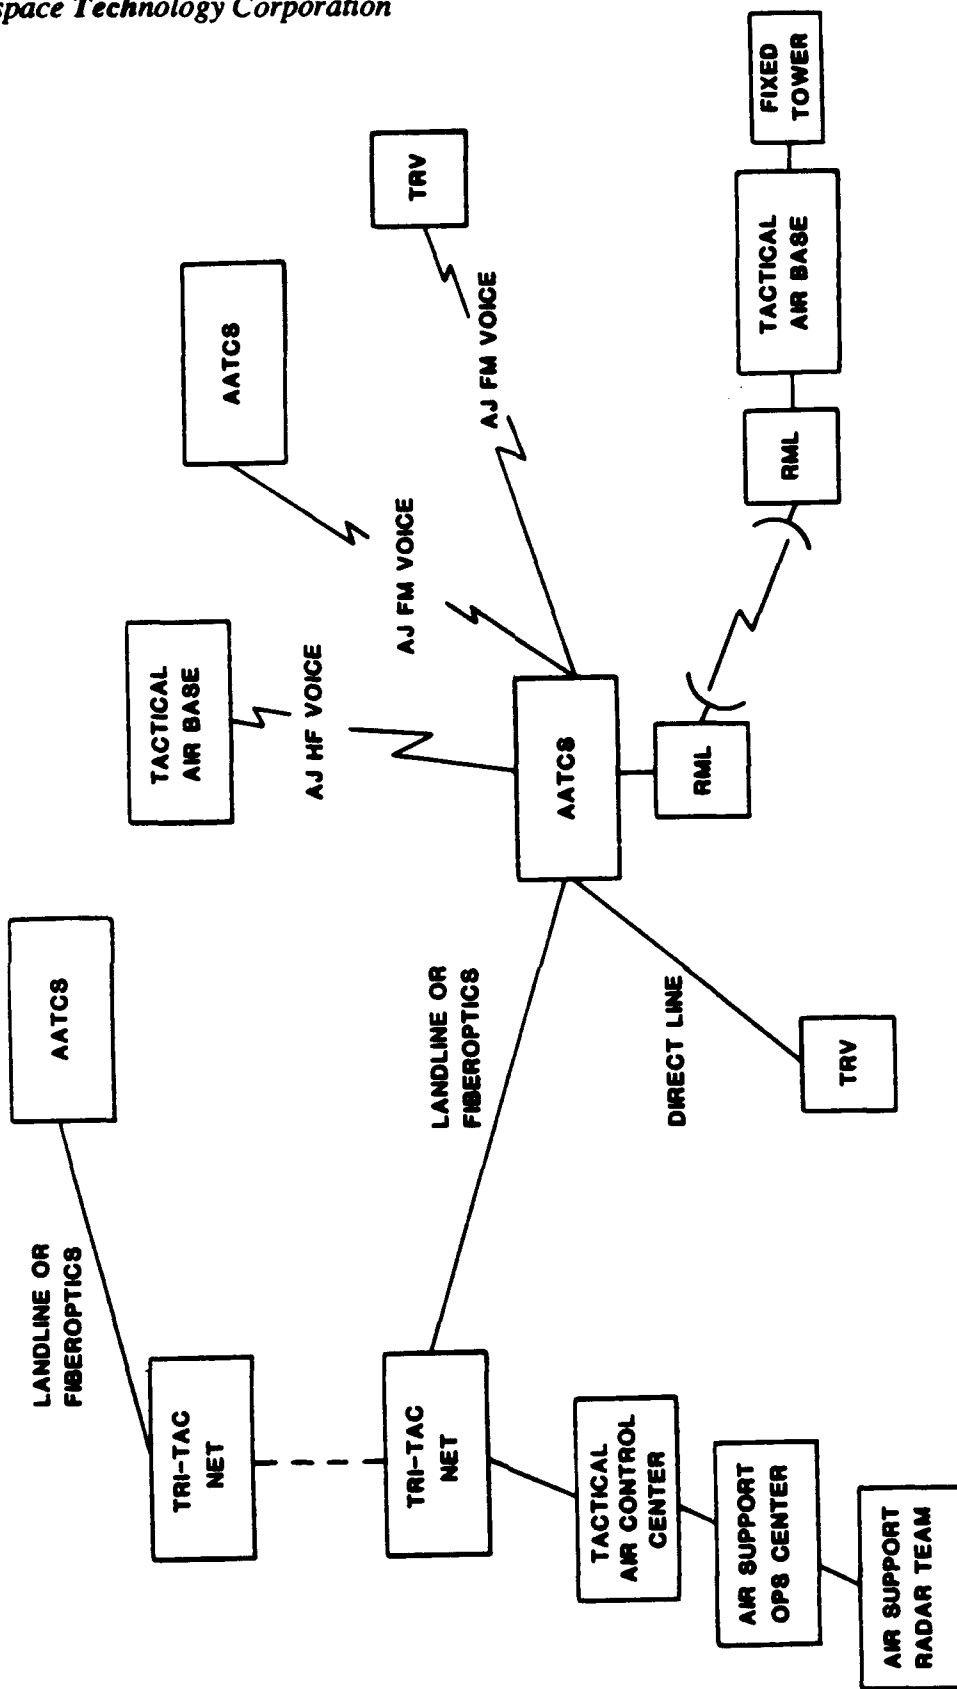 space Technology Corporation
AATCS
LANDLINE OR
FIBEROPTICS
TRI-TAC
NET
TACTICAL
AIR BASE
AJ HF VOICE
AATCS
AJ FM VOICE
TRV
AJ FM VOICE
LANDLINE OR
FIBEROPTICS
TRI-TAC
NET
AATCS
DIRECT LINE
TRV
RML
RML
TACTICAL
AIR BASE
FIXED
TOWER
TACTICAL
AIR CONTROL
CENTER
AIR SUPPORT
OPS CENTER
AIR SUPPORT
RADAR TEAM